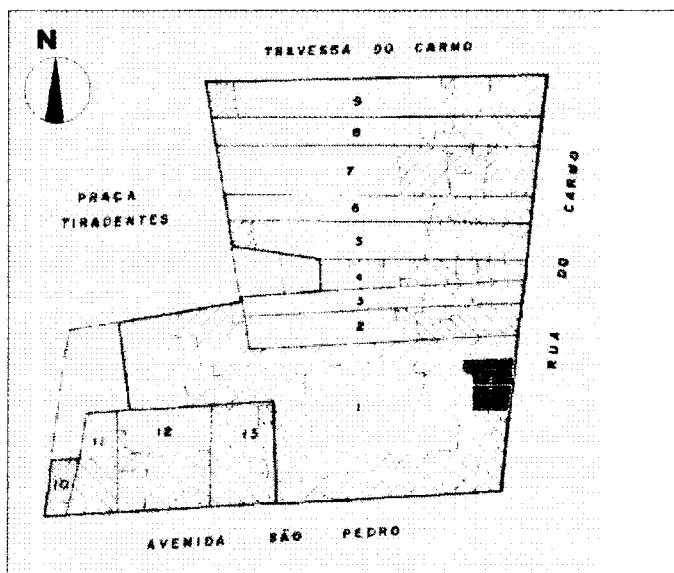 N
TRAVESSA DO CARMO
9
8
7
PRAÇA
TIRADENTES
6
5
4
3
2
RUA DO CARMO
1
11
12
13
10
AVENIDA SÃO PEDRO